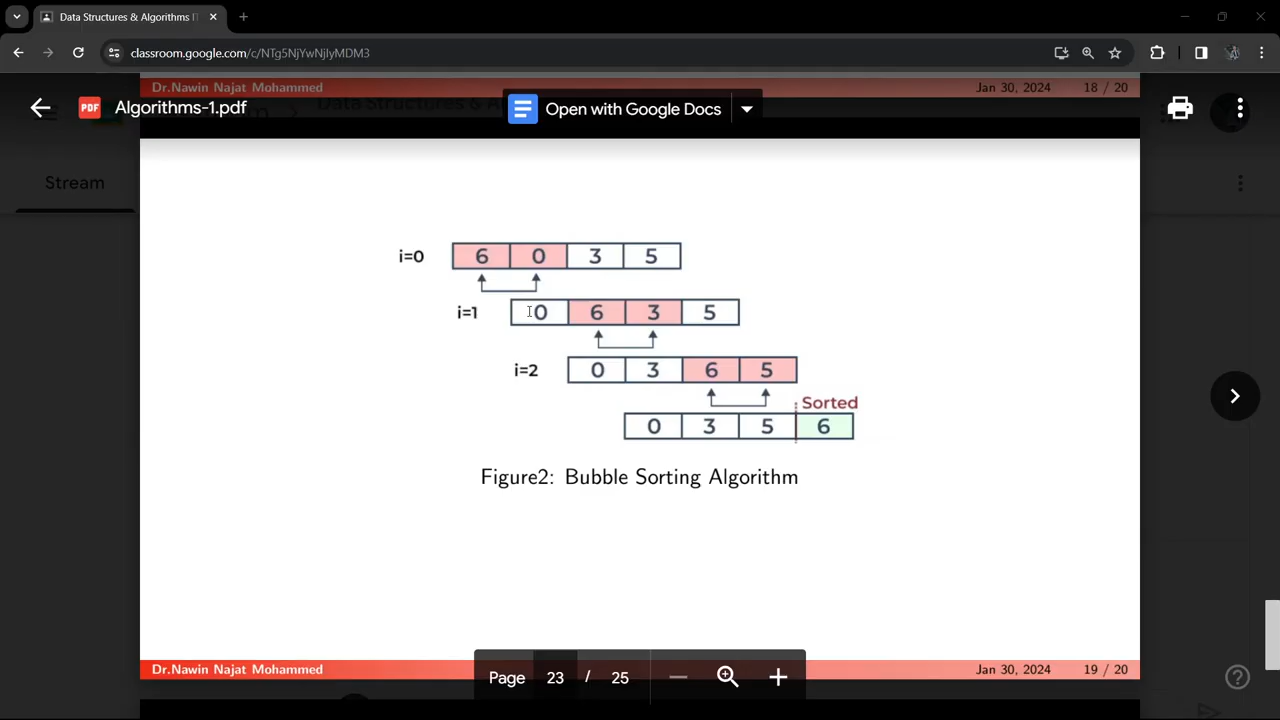 Data Structures & Algorithms I
classroom.google.com/c/NTg5NjYwNjIyMDM3
Dr.Nawin Najat Mohammed Jan 30, 2024 18 / 20
PDF Algorithms-1.pdf
Open with Google Docs
Stream
i=0 6 0 3 5
i=1 0 6 3 5
i=2 0 3 6 5
Sorted
0 3 5 6
Figure2: Bubble Sorting Algorithm
Dr.Nawin Najat Mohammed Jan 30, 2024 19 / 20
Page 23 / 25